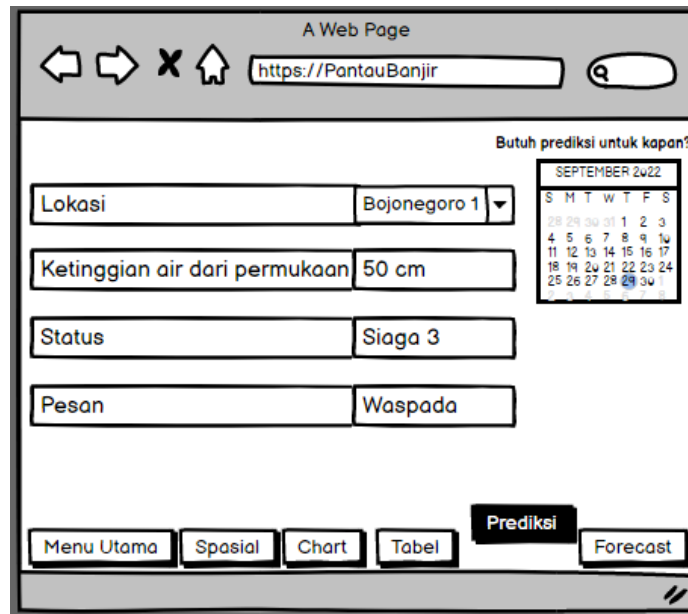 A Web Page
https://PantauBanjir
Butuh prediksi untuk kapan?
SEPTEMBER 2022
S M T W T F S
28 29 30 31 1 2 3
4 5 6 7 8 9 10
11 12 13 14 15 16 17
18 19 20 21 22 23 24
25 26 27 28 29 30 1
2 3 4 5 6 7 8
Lokasi Bojonegoro 1
Ketinggian air dari permukaan 50 cm
Status Siaga 3
Pesan Waspada
Menu Utama Spasial Chart Tabel Prediksi Forecast